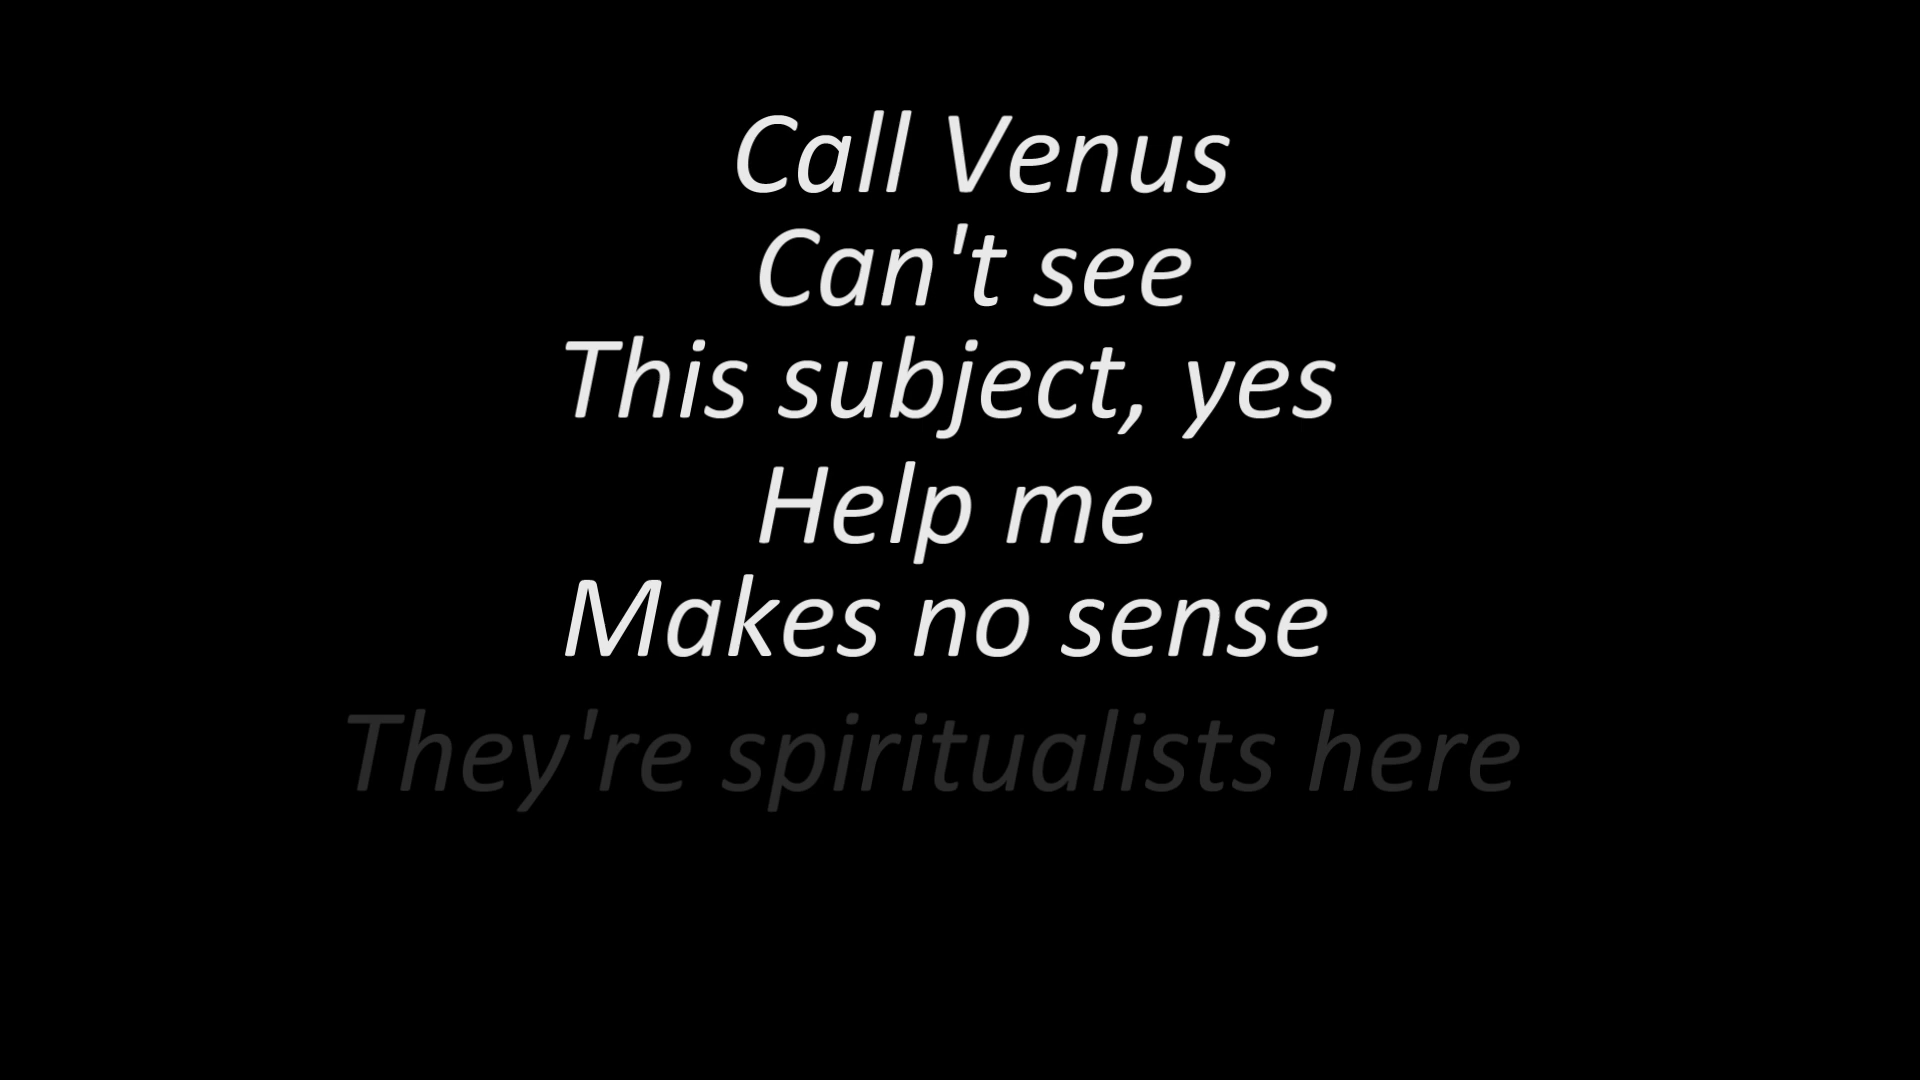 Call Venus
Can't see
This subject, yes
Help me
Makes no sense
They're spiritualists here